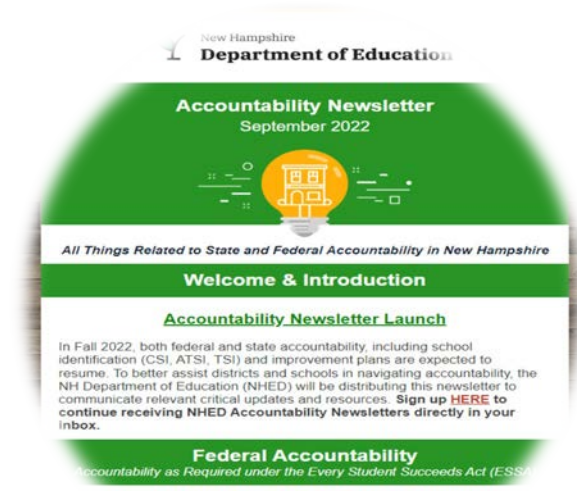 New Hampshire
Department of Education
Accountability Newsletter
September 2022
All Things Related to State and Federal Accountability in New Hampshire
Welcome & Introduction
Accountability Newsletter Launch
In Fall 2022, both federal and state accountability, including school
identification (CSI, ATSI, TSI) and improvement plans are expected to
resume. To better assist districts and schools in navigating accountability, the
NH Department of Education (NHED) will be distributing this newsletter to
communicate relevant critical updates and resources. Sign up HERE to
continue receiving NHED Accountability Newsletters directly in your
Inbox.
Federal Accountability
Accountability as Required under the Every Student Succeeds Act (ESSA)